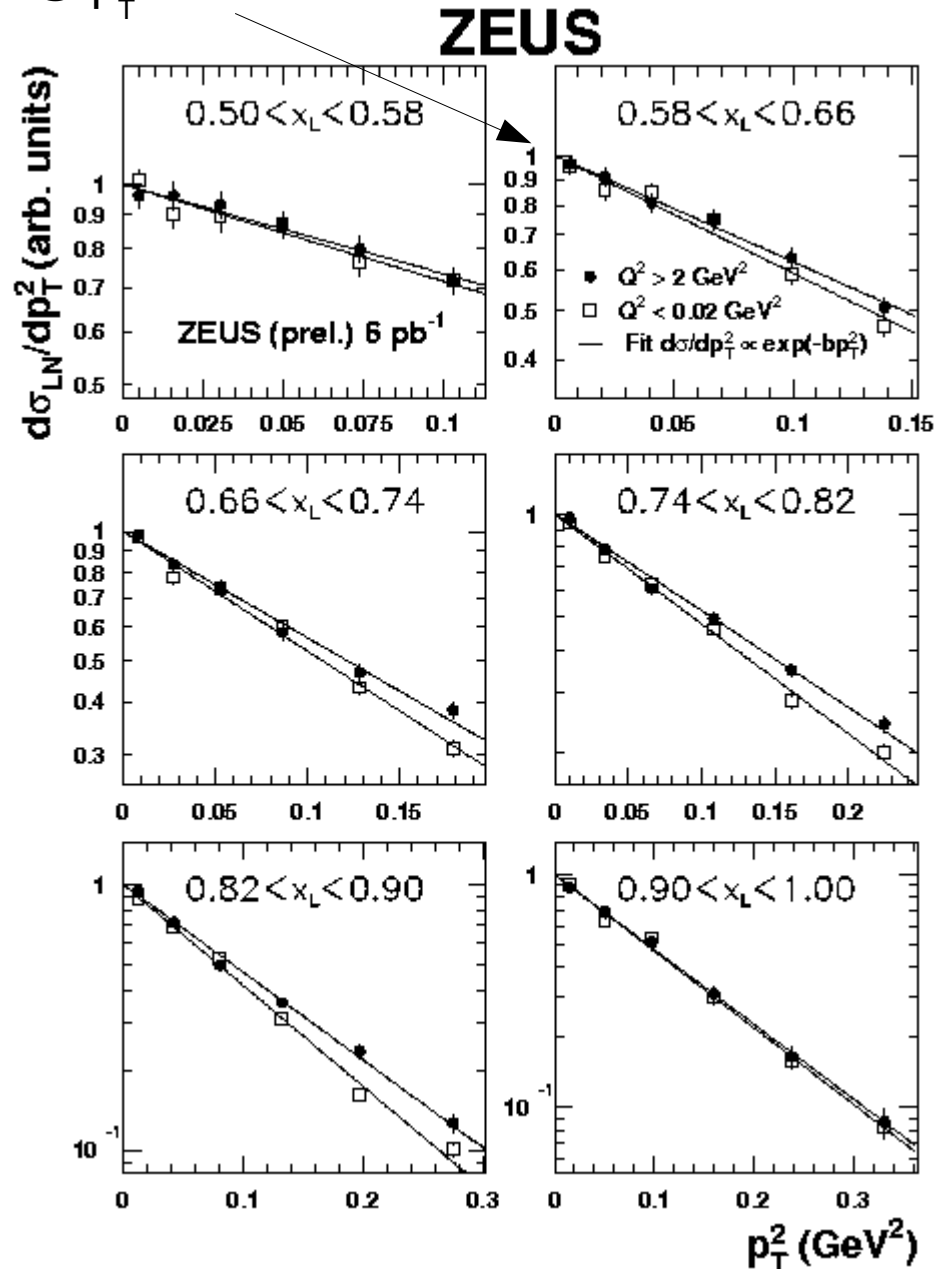 p_T
ZEUS
dσ_LN/dp_T^2 (arb. units)
0.50<x_L<0.58
1
0.9
0.8
0.7
0.6
0.5
ZEUS (prel.) 6 pb^-1
0 0.025 0.05 0.075 0.1
0.58<x_L<0.66
1
0.9
0.8
0.7
0.6
0.5
0.4
● Q^2 > 2 GeV^2
□ Q^2 < 0.02 GeV^2
— Fit dσ/dp_T^2 ∝ exp(-bp_T^2)
0 0.05 0.1 0.15
0.66<x_L<0.74
1
0.9
0.8
0.7
0.6
0.5
0.4
0.3
0 0.05 0.1 0.15
0.74<x_L<0.82
1
0 0.05 0.1 0.15 0.2
0.82<x_L<0.90
1
10^-1
0 0.1 0.2 0.3
0.90<x_L<1.00
1
10^-1
0 0.1 0.2 0.3
p_T^2 (GeV^2)